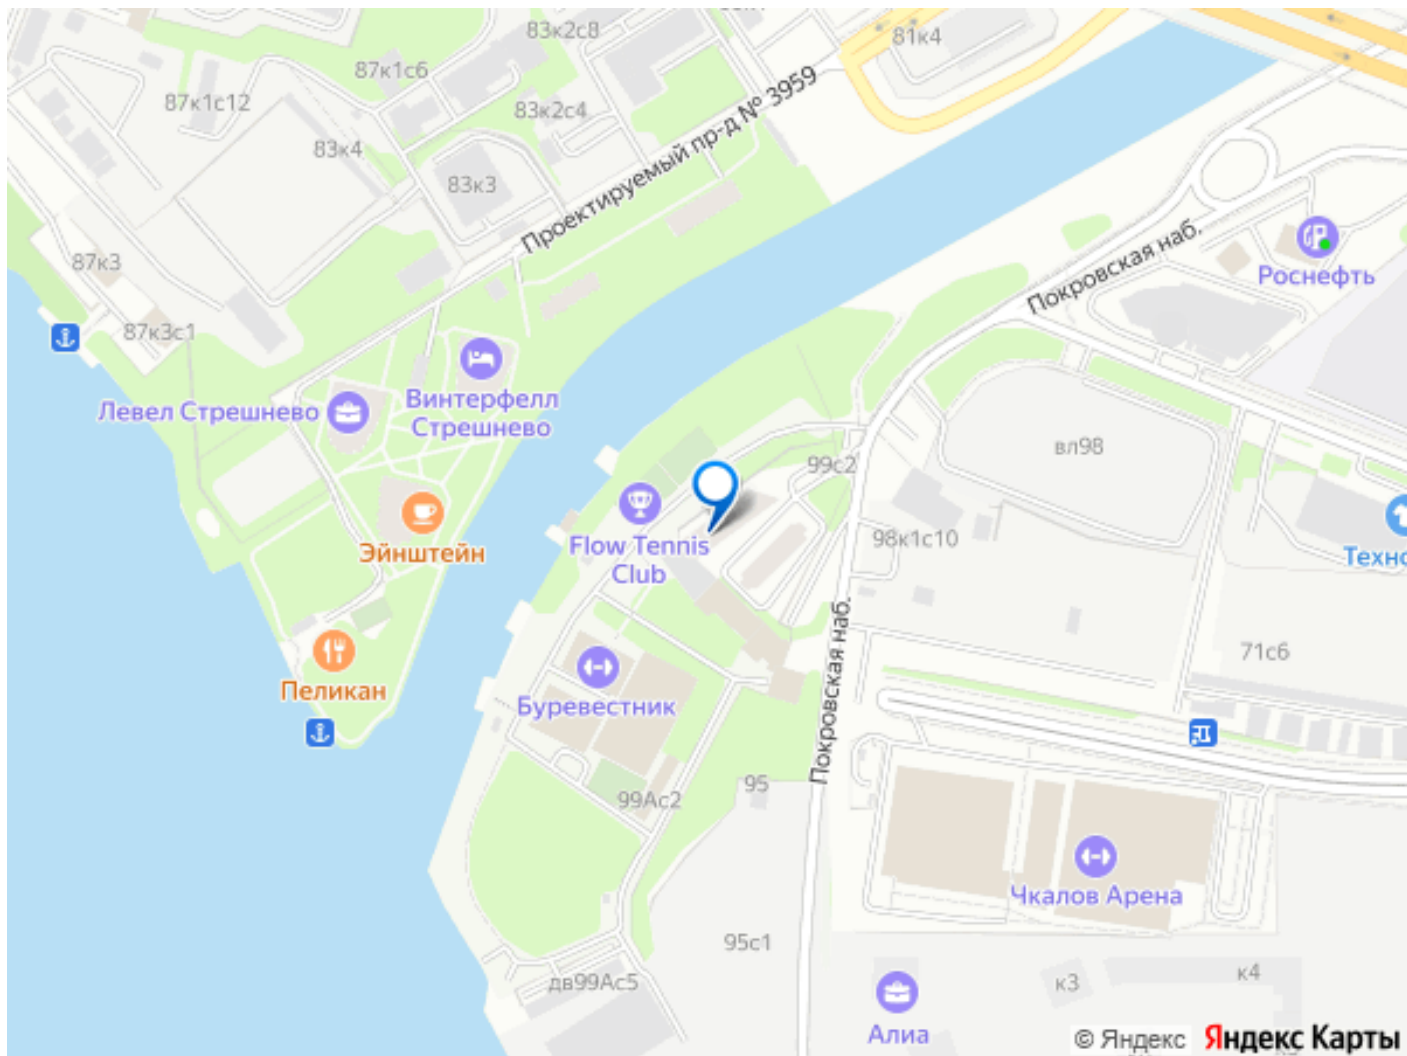 83к2с8
81к4
87к1с6
87к1с12
83к2с4
Проектируемый пр-д № 3959
83к4
83к3
Покровская наб.
87к3
Роснефть
87к3с1
Винтерфелл
Стрешнево
Левел Стрешнево
вл98
99с2
98к1с10
Эйнштейн
Flow Tennis
Club
Техно
Покровская наб.
71с6
Пеликан
Буревестник
95
99Ас2
Чкалов Арена
95с1
дв99Ас5
к3
к4
Алиа
© Яндекс Яндекс Карты